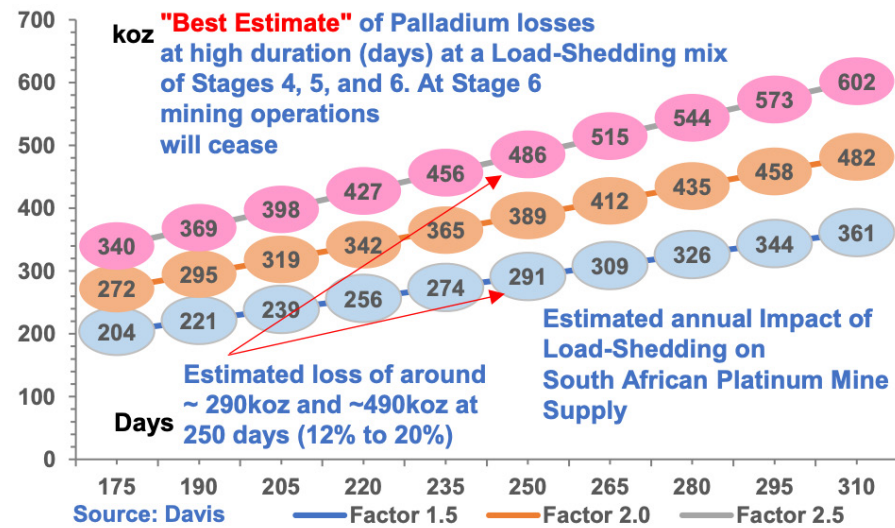 700
600
500
400
300
200
100
0
koz
"Best Estimate" of Palladium losses
at high duration (days) at a Load-Shedding mix
of Stages 4, 5, and 6. At Stage 6
mining operations
will cease
340 369 398 427 456 486 515 544 573 602
272 295 319 342 365 389 412 435 458 482
204 221 239 256 274 291 309 326 344 361
Estimated loss of around
~ 290koz and ~490koz at
250 days (12% to 20%)
Estimated annual Impact of
Load-Shedding on
South African Platinum Mine
Supply
Days
175 190 205 220 235 250 265 280 295 310
Source: Davis
Factor 1.5 Factor 2.0 Factor 2.5